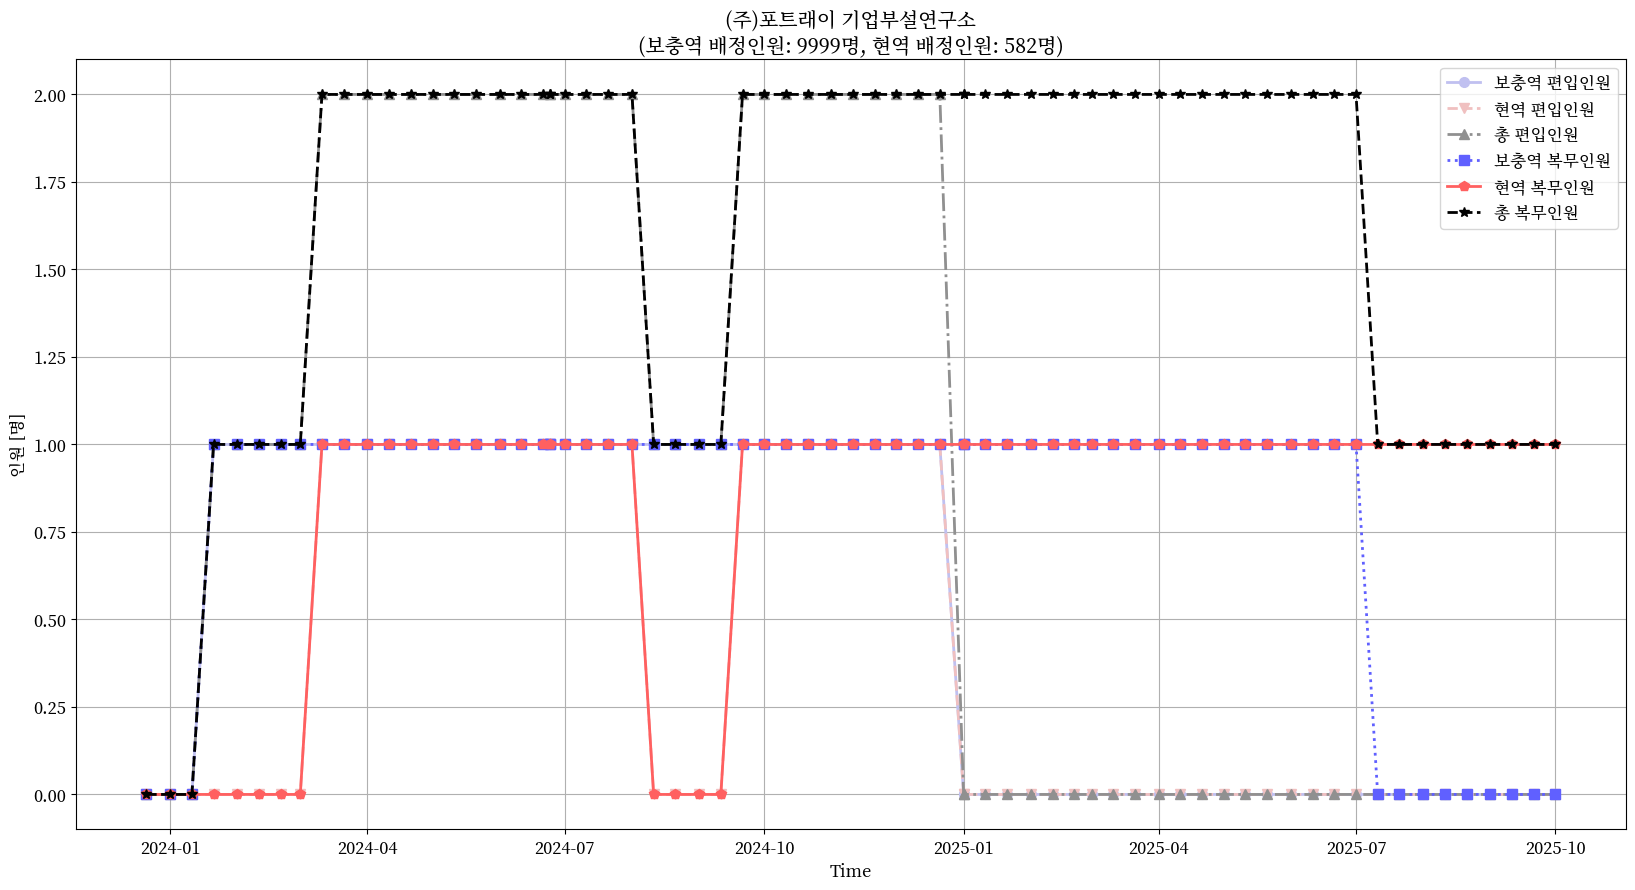 (주)포트래이 기업부설연구소
(보충역 배정인원: 9999명, 현역 배정인원: 582명)
보충역 편입인원
현역 편입인원
총 편입인원
보충역 복무인원
현역 복무인원
총 복무인원
인원 [명]
2.00
1.75
1.50
1.25
1.00
0.75
0.50
0.25
0.00
2024-01
2024-04
2024-07
2024-10
2025-01
2025-04
2025-07
2025-10
Time